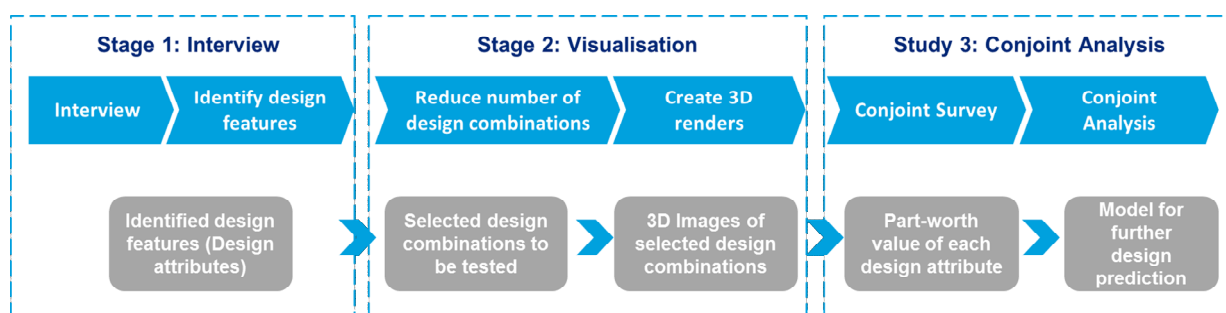 Stage 1: Interview
Stage 2: Visualisation
Study 3: Conjoint Analysis
Interview
Identify design
features
Reduce number of
design combinations
Create 3D
renders
Conjoint Survey
Conjoint
Analysis
Identified design
features (Design
attributes)
Selected design
combinations to
be tested
3D Images of
selected design
combinations
Part-worth
value of each
design attribute
Model for
further
design
prediction